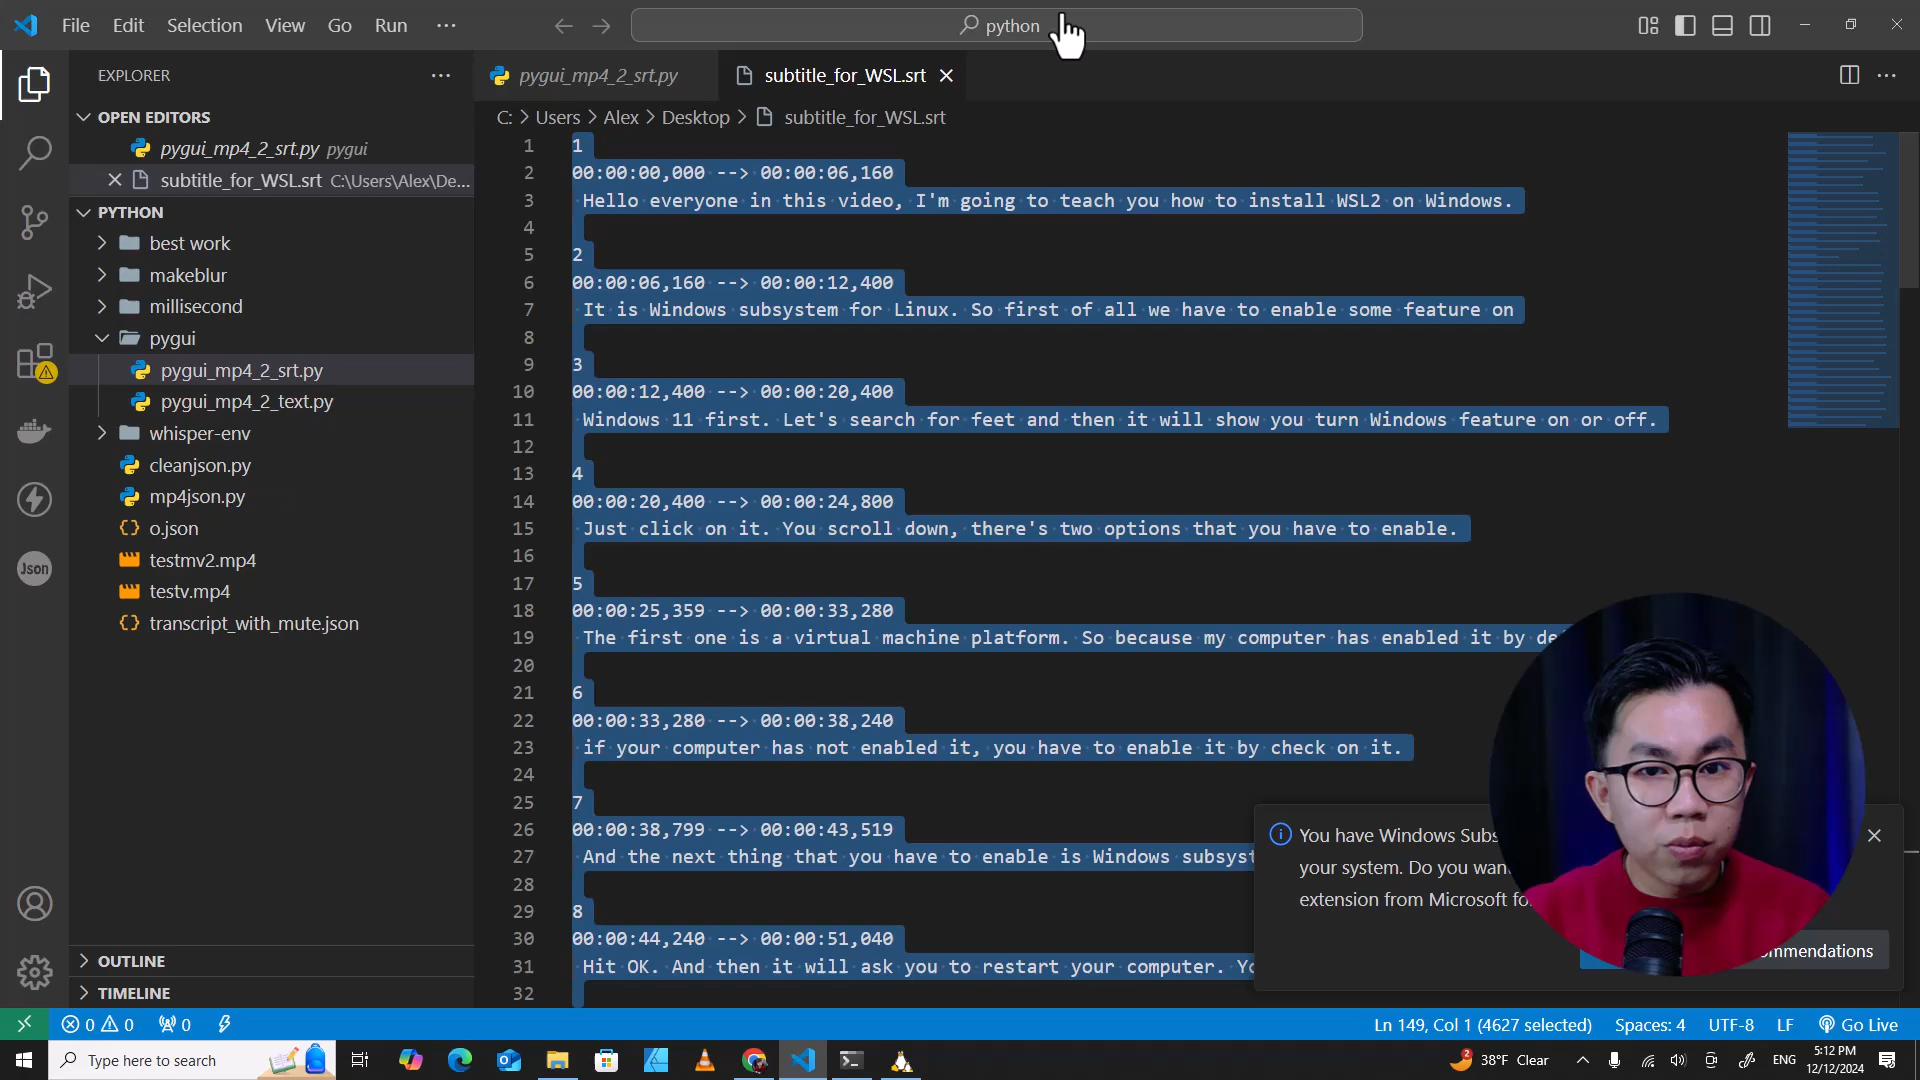 File Edit Selection View Go Run ···
python
EXPLORER ···
OPEN EDITORS
pygui_mp4_2_srt.py pygui
subtitle_for_WSL.srt C:\Users\Alex\De...
PYTHON
best work
makeblur
millisecond
pygui
pygui_mp4_2_srt.py
pygui_mp4_2_text.py
whisper-env
cleanjson.py
mp4json.py
o.json
testmv2.mp4
testv.mp4
transcript_with_mute.json
OUTLINE
TIMELINE
Json
pygui_mp4_2_srt.py subtitle_for_WSL.srt
C: > Users > Alex > Desktop > subtitle_for_WSL.srt
1 1
2 00:00:00,000 --> 00:00:06,160
3 Hello everyone in this video, I'm going to teach you how to install WSL2 on Windows.
4
5 2
6 00:00:06,160 --> 00:00:12,400
7 It is Windows subsystem for Linux. So first of all we have to enable some feature on
8
9 3
10 00:00:12,400 --> 00:00:20,400
11 Windows 11 first. Let's search for feet and then it will show you turn Windows feature on or off.
12
13 4
14 00:00:20,400 --> 00:00:24,800
15 Just click on it. You scroll down, there's two options that you have to enable.
16
17 5
18 00:00:25,359 --> 00:00:33,280
19 The first one is a virtual machine platform. So because my computer has enabled it by de
20
21 6
22 00:00:33,280 --> 00:00:38,240
23 if your computer has not enabled it, you have to enable it by check on it.
24
25 7
26 00:00:38,799 --> 00:00:43,519
27 And the next thing that you have to enable is Windows subsyst
28
29 8
30 00:00:44,240 --> 00:00:51,040
31 Hit OK. And then it will ask you to restart your computer. Yo
32
You have Windows Subs
your system. Do you wan
extension from Microsoft fo
ommendations
0 0 0 Ln 149, Col 1 (4627 selected) Spaces: 4 UTF-8 LF Go Live
Type here to search 2 38°F Clear ENG 5:12 PM
12/12/2024